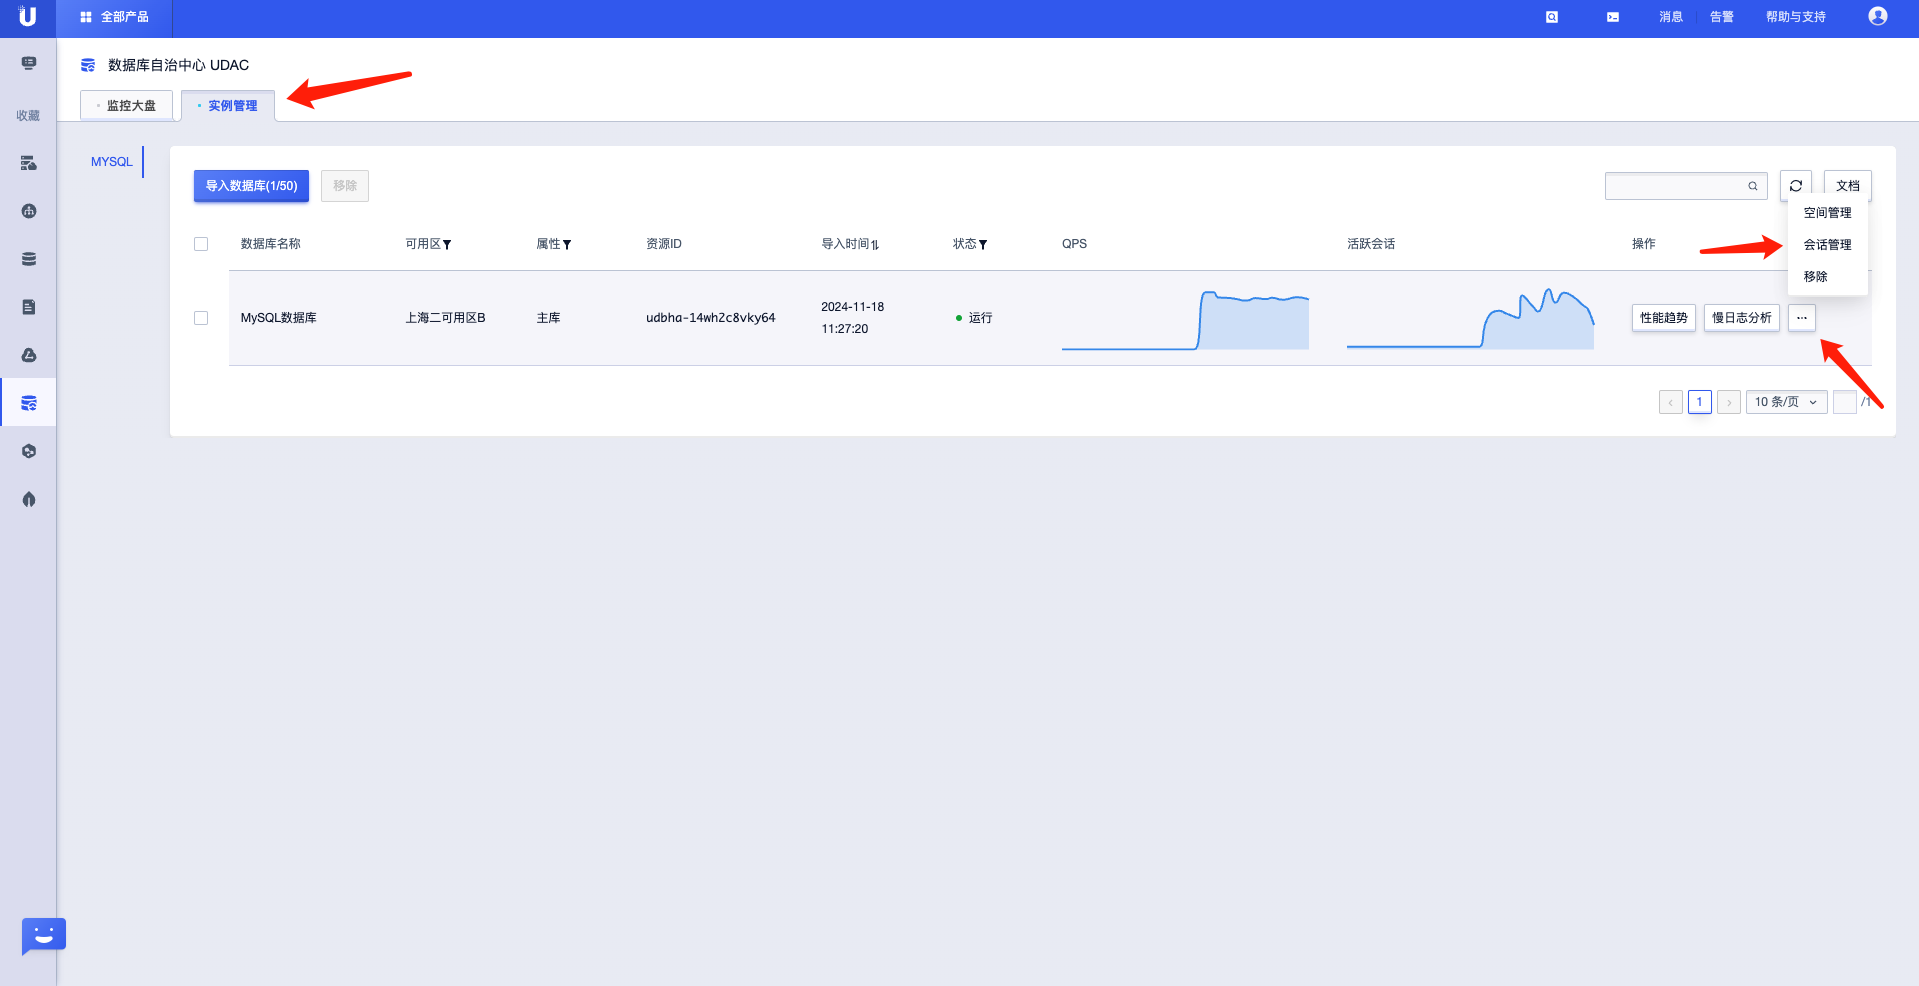 全部产品
消息
告警
帮助与支持
收藏
数据库自治中心 UDAC
监控大盘
实例管理
MYSQL
导入数据库(1/50)
移除
文档
空间管理
会话管理
移除
数据库名称
可用区
属性
资源ID
导入时间
状态
QPS
活跃会话
操作
MySQL数据库
上海二可用区B
主库
udbha-14wh2c8vky64
2024-11-18
11:27:20
运行
性能趋势
慢日志分析
...
1
10 条/页
/1